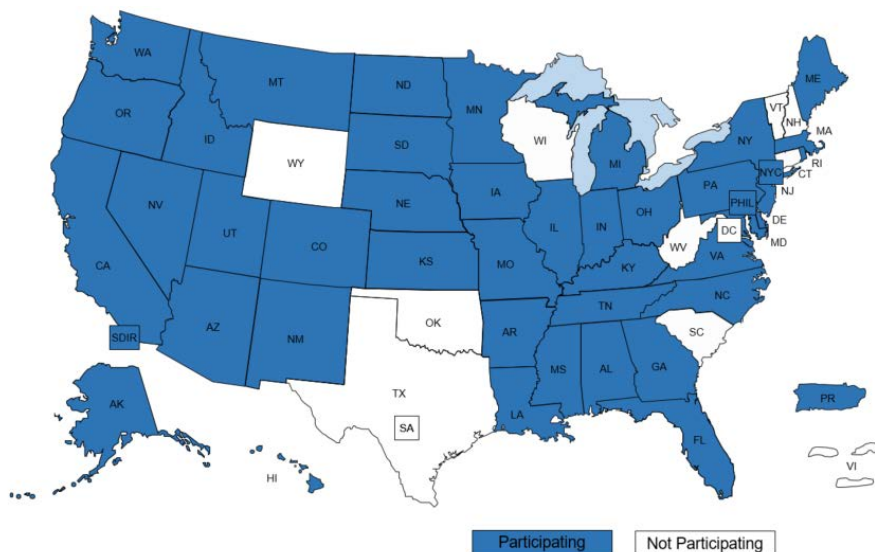 WA
MT
ND
MN
ME
OR
ID
SD
WI
VT
NH
MA
NY
MI
WY
RI
CT
NYC
NJ
IA
PA
NE
PHIL
NV
OH
DE
IL
IN
MD
UT
CO
WV
DC
CA
VA
KS
MO
KY
NC
TN
OK
SC
AZ
NM
AR
SDIR
MS
AL
GA
TX
PR
AK
LA
SA
FL
HI
VI
Participating
Not Participating